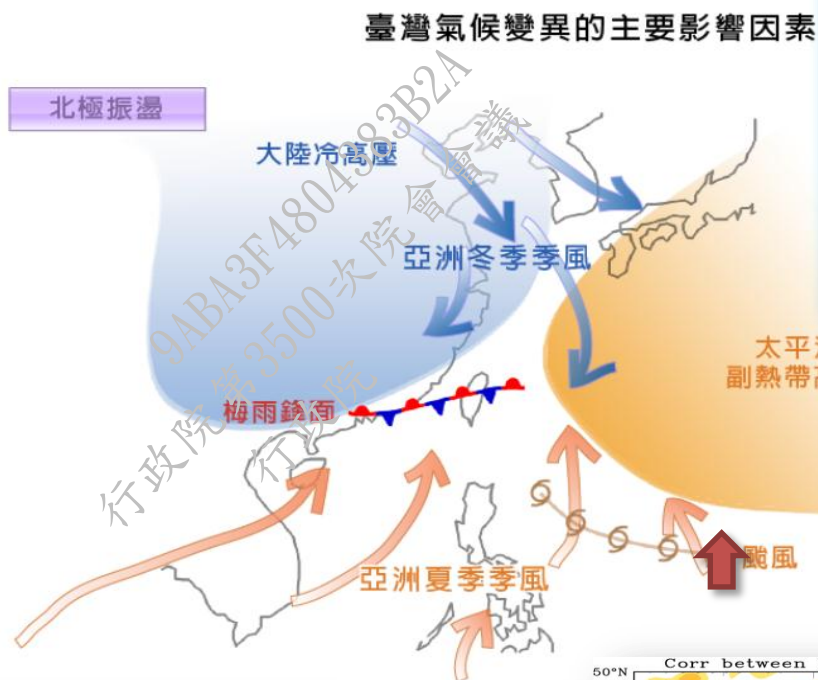 臺灣氣候變異的主要影響因素
北極振盪
大陸冷高壓
亞洲冬季季風
太平
副熱帶高
梅雨鋒面
亞洲夏季季風
颱風
9ABA3F4804383B2A
行政院第3500次院會會議
行政院
50°N
Corr between